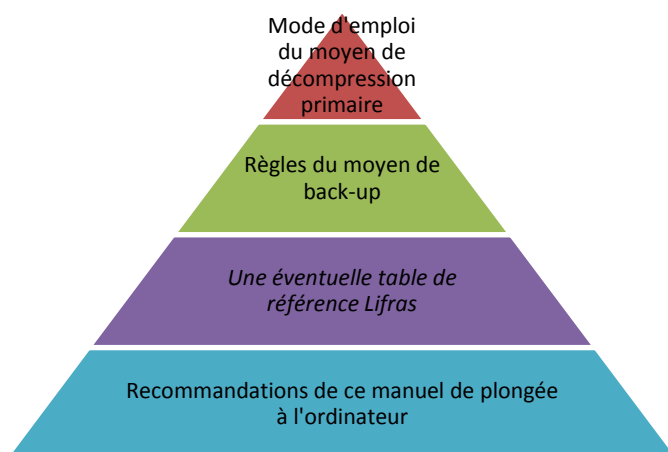 Mode d'emploi
du moyen de
décompression
primaire
Règles du moyen de
back-up
Une éventuelle table de
référence Lifras
Recommandations de ce manuel de plongée
à l'ordinateur